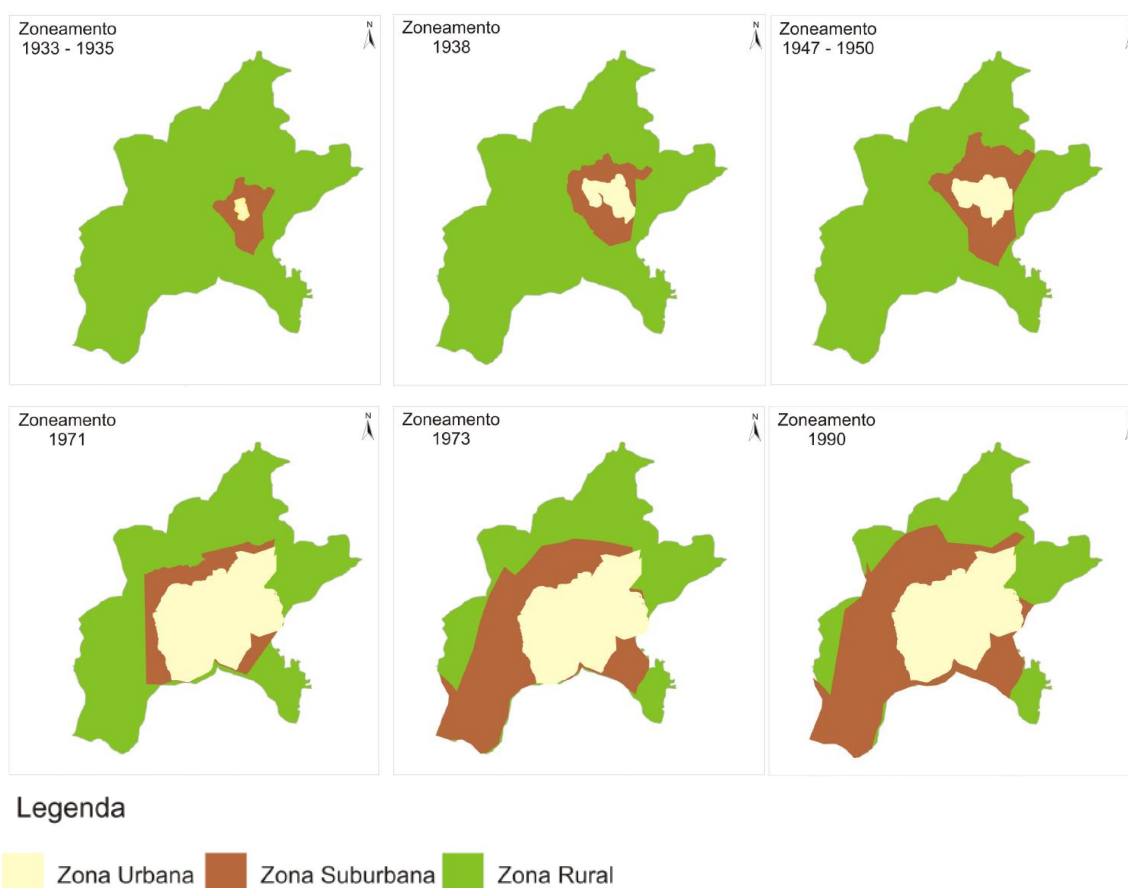 Zoneamento
1933 - 1935
N
Zoneamento
1938
N
Zoneamento
1947 - 1950
N
Zoneamento
1971
N
Zoneamento
1973
N
Zoneamento
1990
N
Legenda
Zona Urbana
Zona Suburbana
Zona Rural